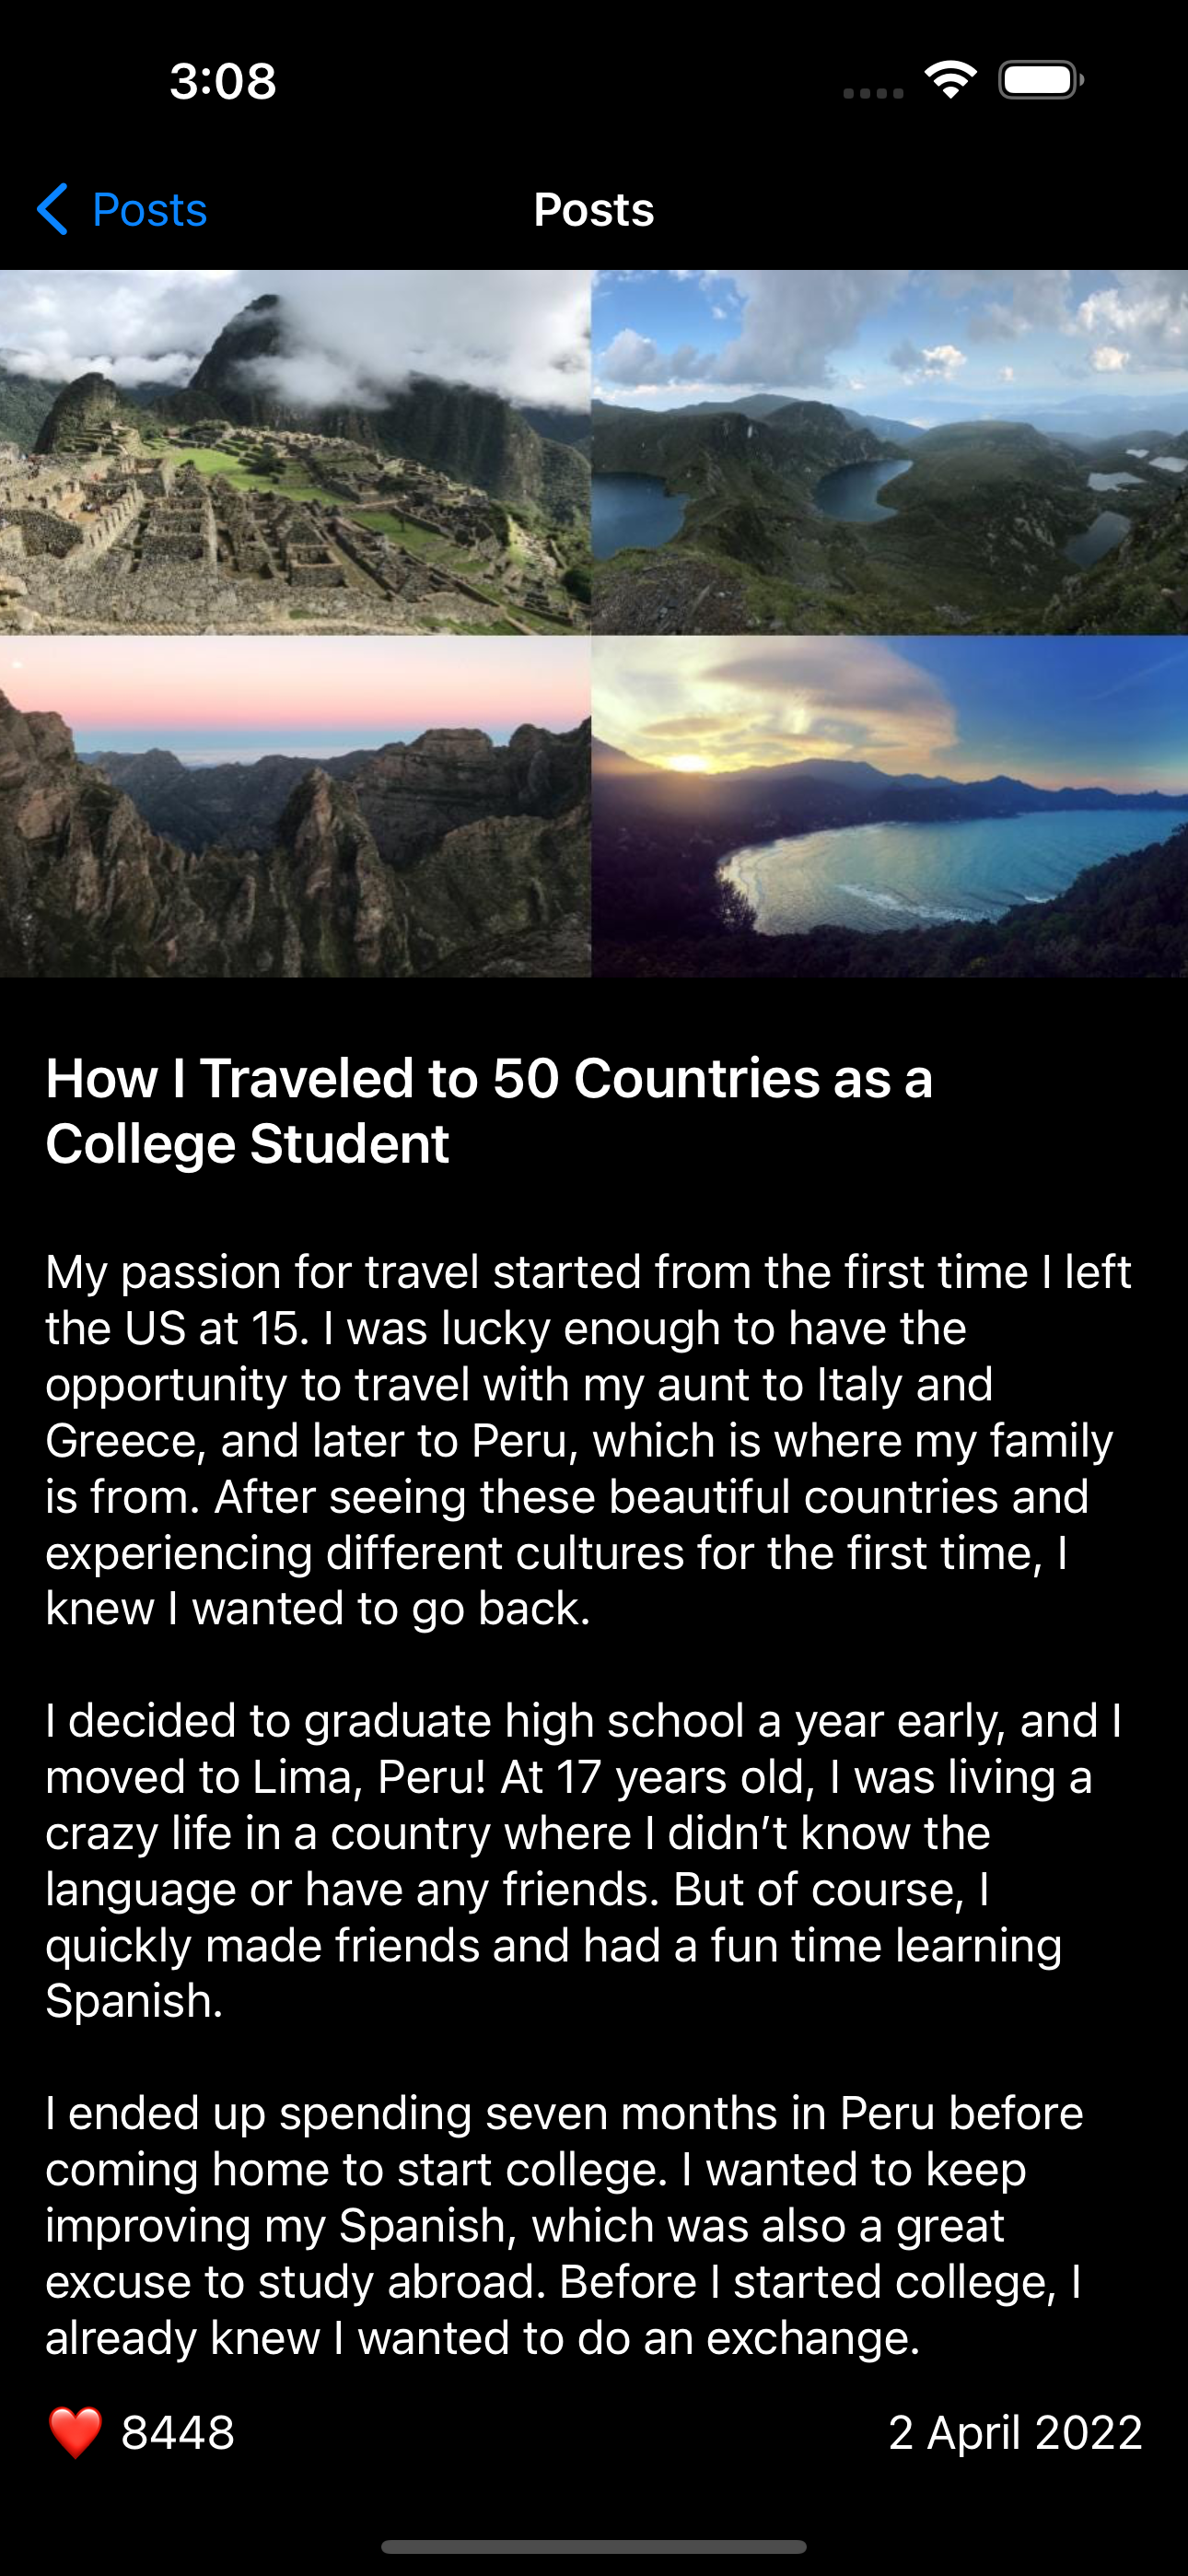 3:08
Posts
Posts
How I Traveled to 50 Countries as a
College Student
My passion for travel started from the first time I left
the US at 15. I was lucky enough to have the
opportunity to travel with my aunt to Italy and
Greece, and later to Peru, which is where my family
is from. After seeing these beautiful countries and
experiencing different cultures for the first time, I
knew I wanted to go back.
I decided to graduate high school a year early, and I
moved to Lima, Peru! At 17 years old, I was living a
crazy life in a country where I didn’t know the
language or have any friends. But of course, I
quickly made friends and had a fun time learning
Spanish.
I ended up spending seven months in Peru before
coming home to start college. I wanted to keep
improving my Spanish, which was also a great
excuse to study abroad. Before I started college, I
already knew I wanted to do an exchange.
❤️ 8448
2 April 2022